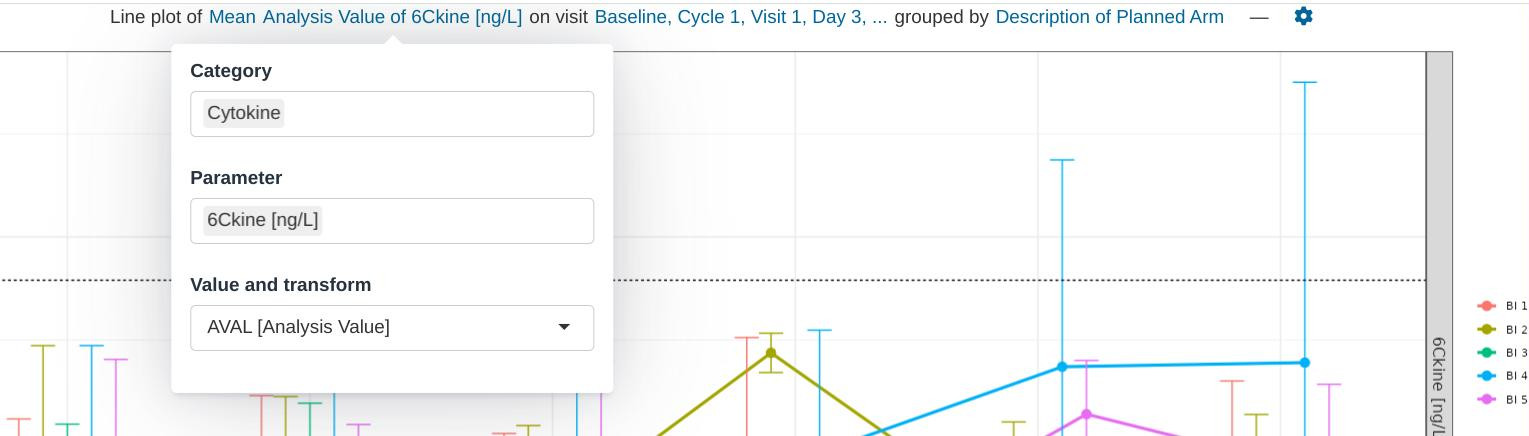 Line plot of Mean Analysis Value of 6Ckine [ng/L] on visit Baseline, Cycle 1, Visit 1, Day 3, ... grouped by Description of Planned Arm —
Category
Cytokine
Parameter
6Ckine [ng/L]
Value and transform
AVAL [Analysis Value]
6Ckine [ng/L
BI 1
BI 2
BI 3
BI 4
BI 5